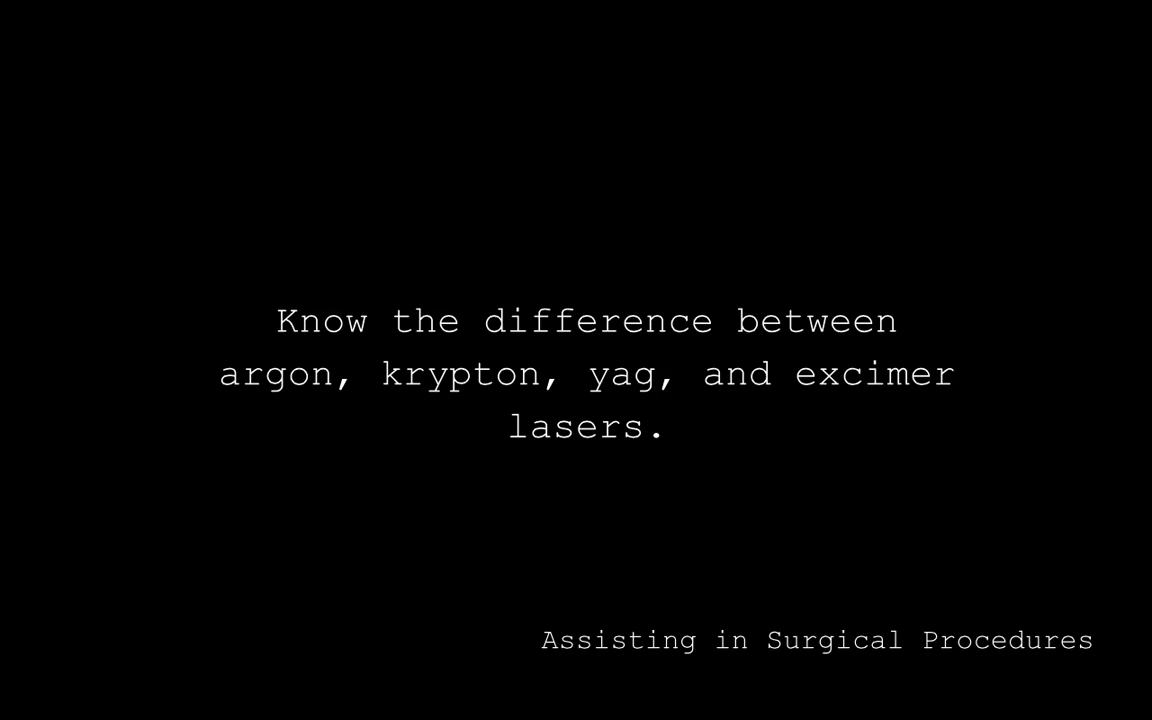 Know the difference between
argon, krypton, yag, and excimer
lasers.
Assisting in Surgical Procedures